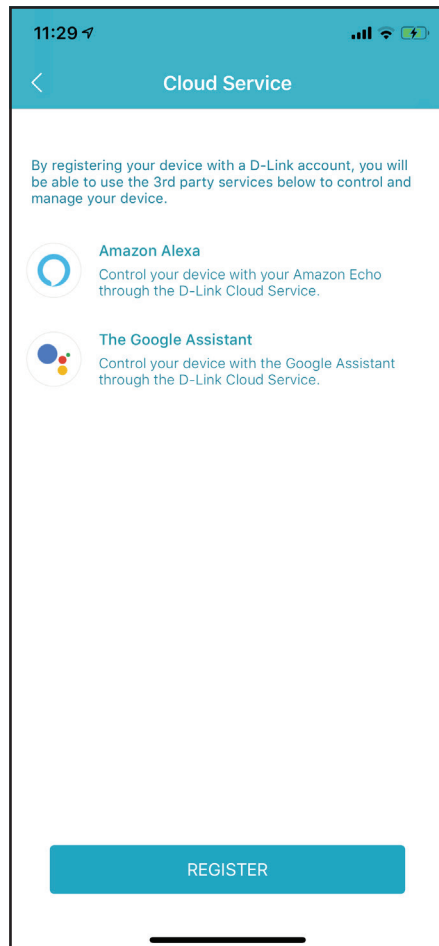 11:29
Cloud Service
By registering your device with a D-Link account, you will
be able to use the 3rd party services below to control and
manage your device.
Amazon Alexa
Control your device with your Amazon Echo
through the D-Link Cloud Service.
The Google Assistant
Control your device with the Google Assistant
through the D-Link Cloud Service.
REGISTER